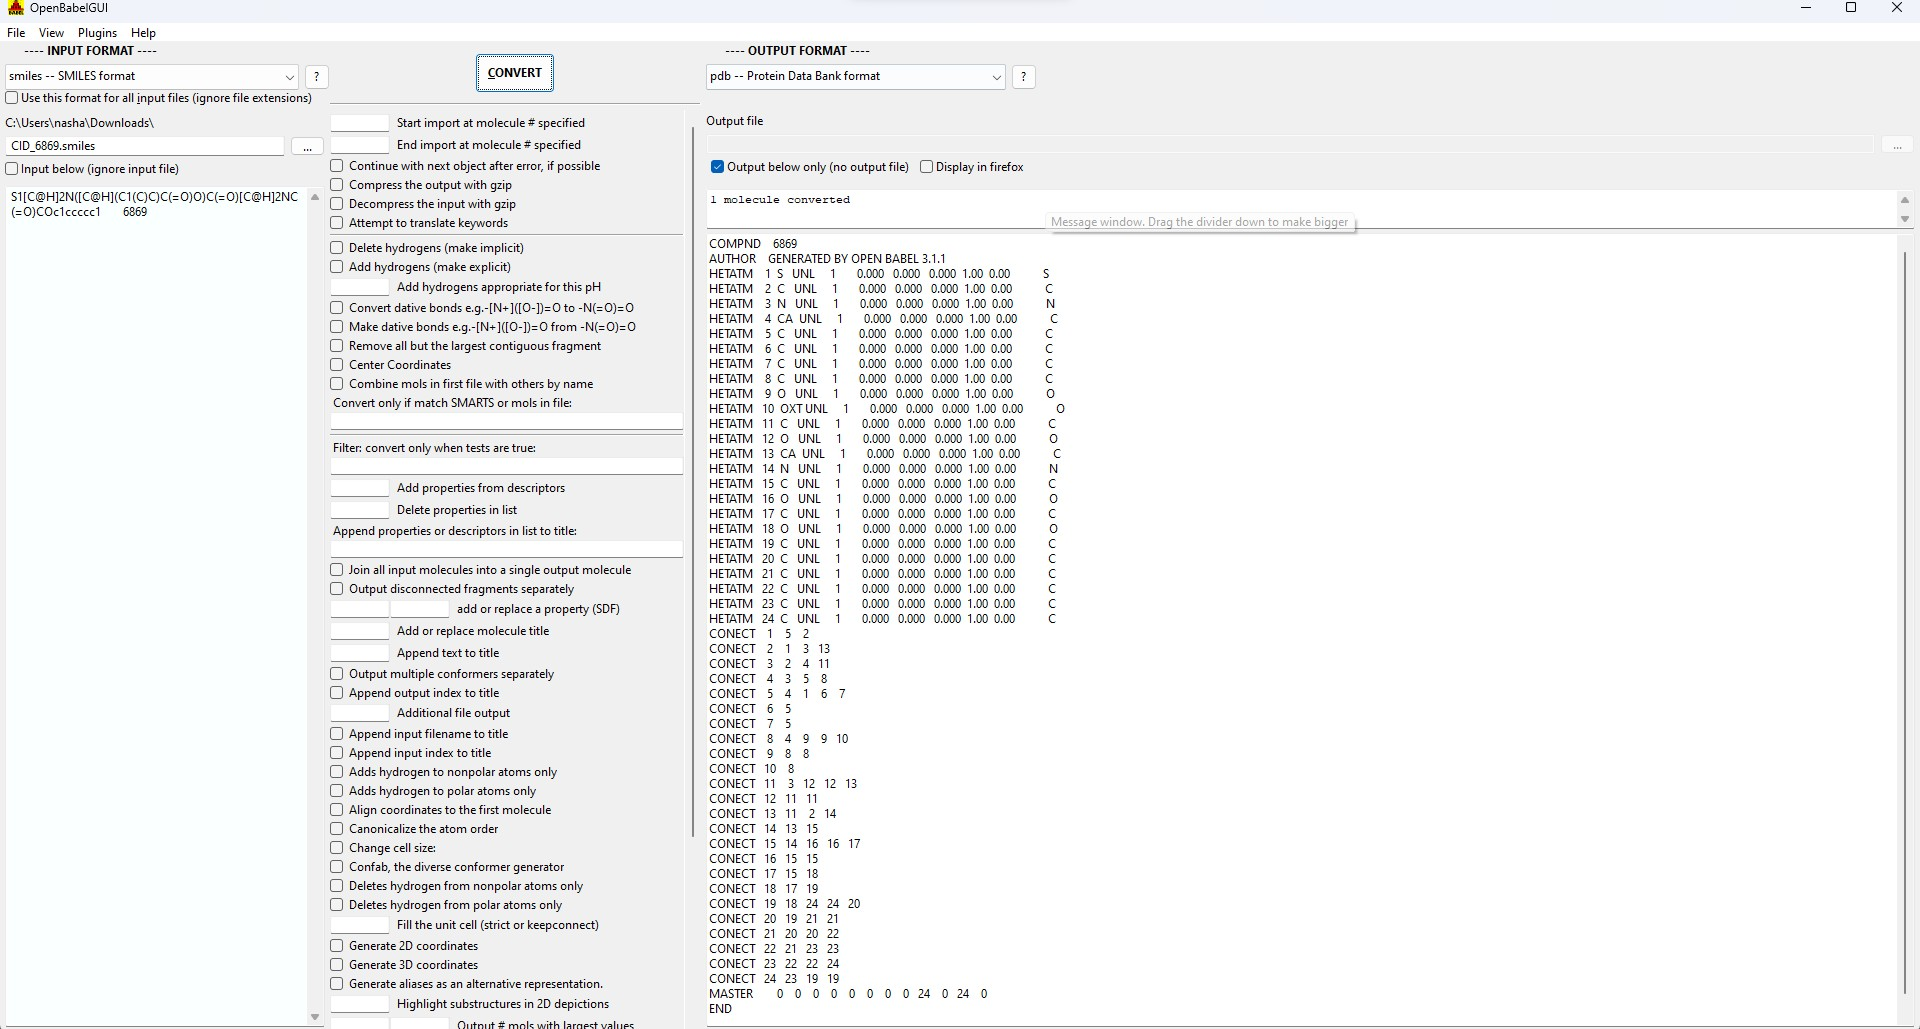 OpenBabelGUI
File View Plugins Help
---- INPUT FORMAT ----
smiles -- SMILES format
?
Use this format for all input files (ignore file extensions)
C:\Users\nasha\Downloads\
CID_6869.smiles
...
Input below (ignore input file)
S1[C@H]2N([C@H](C1(C)C)C(=O)O)C(=O)[C@H]2NC
(=O)COc1ccccc1 6869
CONVERT
Start import at molecule # specified
End import at molecule # specified
Continue with next object after error, if possible
Compress the output with gzip
Decompress the input with gzip
Attempt to translate keywords
Delete hydrogens (make implicit)
Add hydrogens (make explicit)
Add hydrogens appropriate for this pH
Convert dative bonds e.g.-[N+]([O-])=O to -N(=O)=O
Make dative bonds e.g.-[N+]([O-])=O from -N(=O)=O
Remove all but the largest contiguous fragment
Center Coordinates
Combine mols in first file with others by name
Convert only if match SMARTS or mols in file:
Filter: convert only when tests are true:
Add properties from descriptors
Delete properties in list
Append properties or descriptors in list to title:
Join all input molecules into a single output molecule
Output disconnected fragments separately
add or replace a property (SDF)
Add or replace molecule title
Append text to title
Output multiple conformers separately
Append output index to title
Additional file output
Append input filename to title
Append input index to title
Adds hydrogen to nonpolar atoms only
Adds hydrogen to polar atoms only
Align coordinates to the first molecule
Canonicalize the atom order
Change cell size:
Confab, the diverse conformer generator
Deletes hydrogen from nonpolar atoms only
Deletes hydrogen from polar atoms only
Fill the unit cell (strict or keepconnect)
Generate 2D coordinates
Generate 3D coordinates
Generate aliases as an alternative representation.
Highlight substructures in 2D depictions
Output # mols with largest values
---- OUTPUT FORMAT ----
pdb -- Protein Data Bank format
?
Output file
...
Output below only (no output file) Display in firefox
1 molecule converted
Message window. Drag the divider down to make bigger
COMPND 6869
AUTHOR GENERATED BY OPEN BABEL 3.1.1
HETATM 1 S UNL 1 0.000 0.000 0.000 1.00 0.00 S
HETATM 2 C UNL 1 0.000 0.000 0.000 1.00 0.00 C
HETATM 3 N UNL 1 0.000 0.000 0.000 1.00 0.00 N
HETATM 4 CA UNL 1 0.000 0.000 0.000 1.00 0.00 C
HETATM 5 C UNL 1 0.000 0.000 0.000 1.00 0.00 C
HETATM 6 C UNL 1 0.000 0.000 0.000 1.00 0.00 C
HETATM 7 C UNL 1 0.000 0.000 0.000 1.00 0.00 C
HETATM 8 C UNL 1 0.000 0.000 0.000 1.00 0.00 C
HETATM 9 O UNL 1 0.000 0.000 0.000 1.00 0.00 O
HETATM 10 OXT UNL 1 0.000 0.000 0.000 1.00 0.00 O
HETATM 11 C UNL 1 0.000 0.000 0.000 1.00 0.00 C
HETATM 12 O UNL 1 0.000 0.000 0.000 1.00 0.00 O
HETATM 13 CA UNL 1 0.000 0.000 0.000 1.00 0.00 C
HETATM 14 N UNL 1 0.000 0.000 0.000 1.00 0.00 N
HETATM 15 C UNL 1 0.000 0.000 0.000 1.00 0.00 C
HETATM 16 O UNL 1 0.000 0.000 0.000 1.00 0.00 O
HETATM 17 C UNL 1 0.000 0.000 0.000 1.00 0.00 C
HETATM 18 O UNL 1 0.000 0.000 0.000 1.00 0.00 O
HETATM 19 C UNL 1 0.000 0.000 0.000 1.00 0.00 C
HETATM 20 C UNL 1 0.000 0.000 0.000 1.00 0.00 C
HETATM 21 C UNL 1 0.000 0.000 0.000 1.00 0.00 C
HETATM 22 C UNL 1 0.000 0.000 0.000 1.00 0.00 C
HETATM 23 C UNL 1 0.000 0.000 0.000 1.00 0.00 C
HETATM 24 C UNL 1 0.000 0.000 0.000 1.00 0.00 C
CONECT 1 5 2
CONECT 2 1 3 13
CONECT 3 2 4 11
CONECT 4 3 5 8
CONECT 5 4 1 6 7
CONECT 6 5
CONECT 7 5
CONECT 8 4 9 9 10
CONECT 9 8 8
CONECT 10 8
CONECT 11 3 12 12 13
CONECT 12 11 11
CONECT 13 11 2 14
CONECT 14 13 15
CONECT 15 14 16 16 17
CONECT 16 15 15
CONECT 17 15 18
CONECT 18 17 19
CONECT 19 18 24 24 20
CONECT 20 19 21 21
CONECT 21 20 20 22
CONECT 22 21 23 23
CONECT 23 22 22 24
CONECT 24 23 19 19
MASTER 0 0 0 0 0 0 0 0 24 0 24 0
END